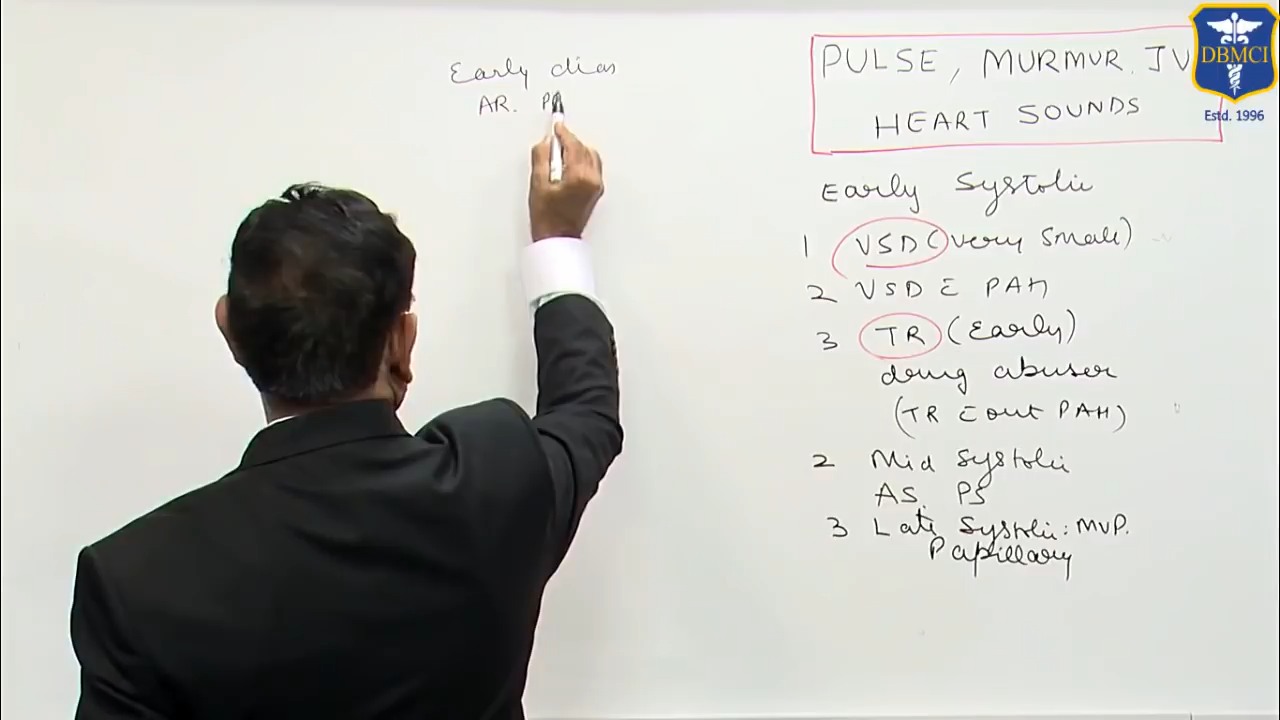 Early dias
AR. P
PULSE, MURMUR. JV
HEART SOUNDS
DBMCI
Estd. 1996
Early Systolic
1 VSD (very small)
2 VSD c̄ PAH
3 TR (Early)
drug abuser
(TR c̄out PAH)
2 Mid Systolic
AS. PS
3 Late Systolic: MVP.
Papillary